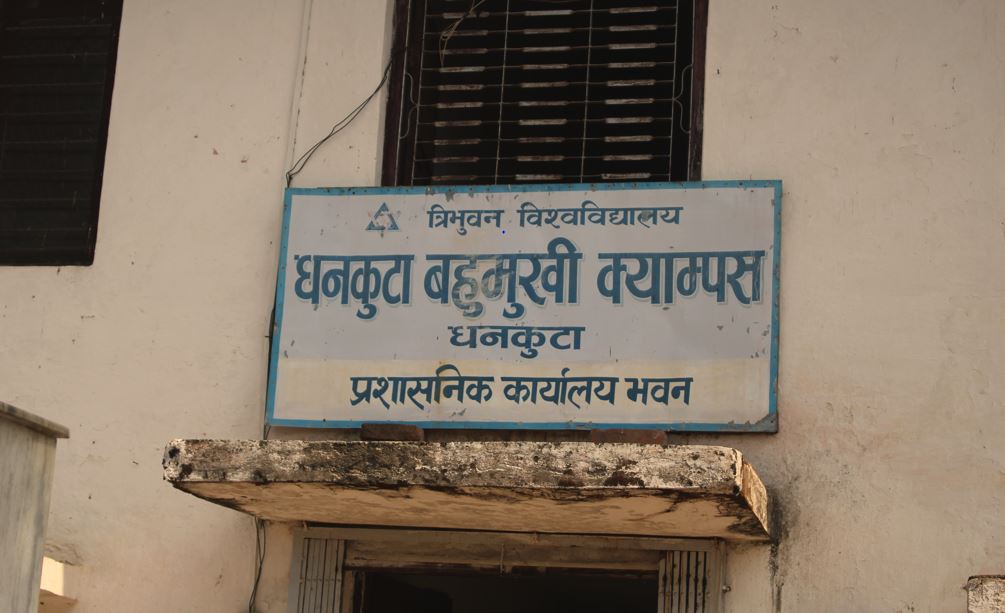 त्रिभुवन विश्वविद्यालय
धनकुटा बहुमुखी क्याम्पस
धनकुटा
प्रशासनिक कार्यालय भवन